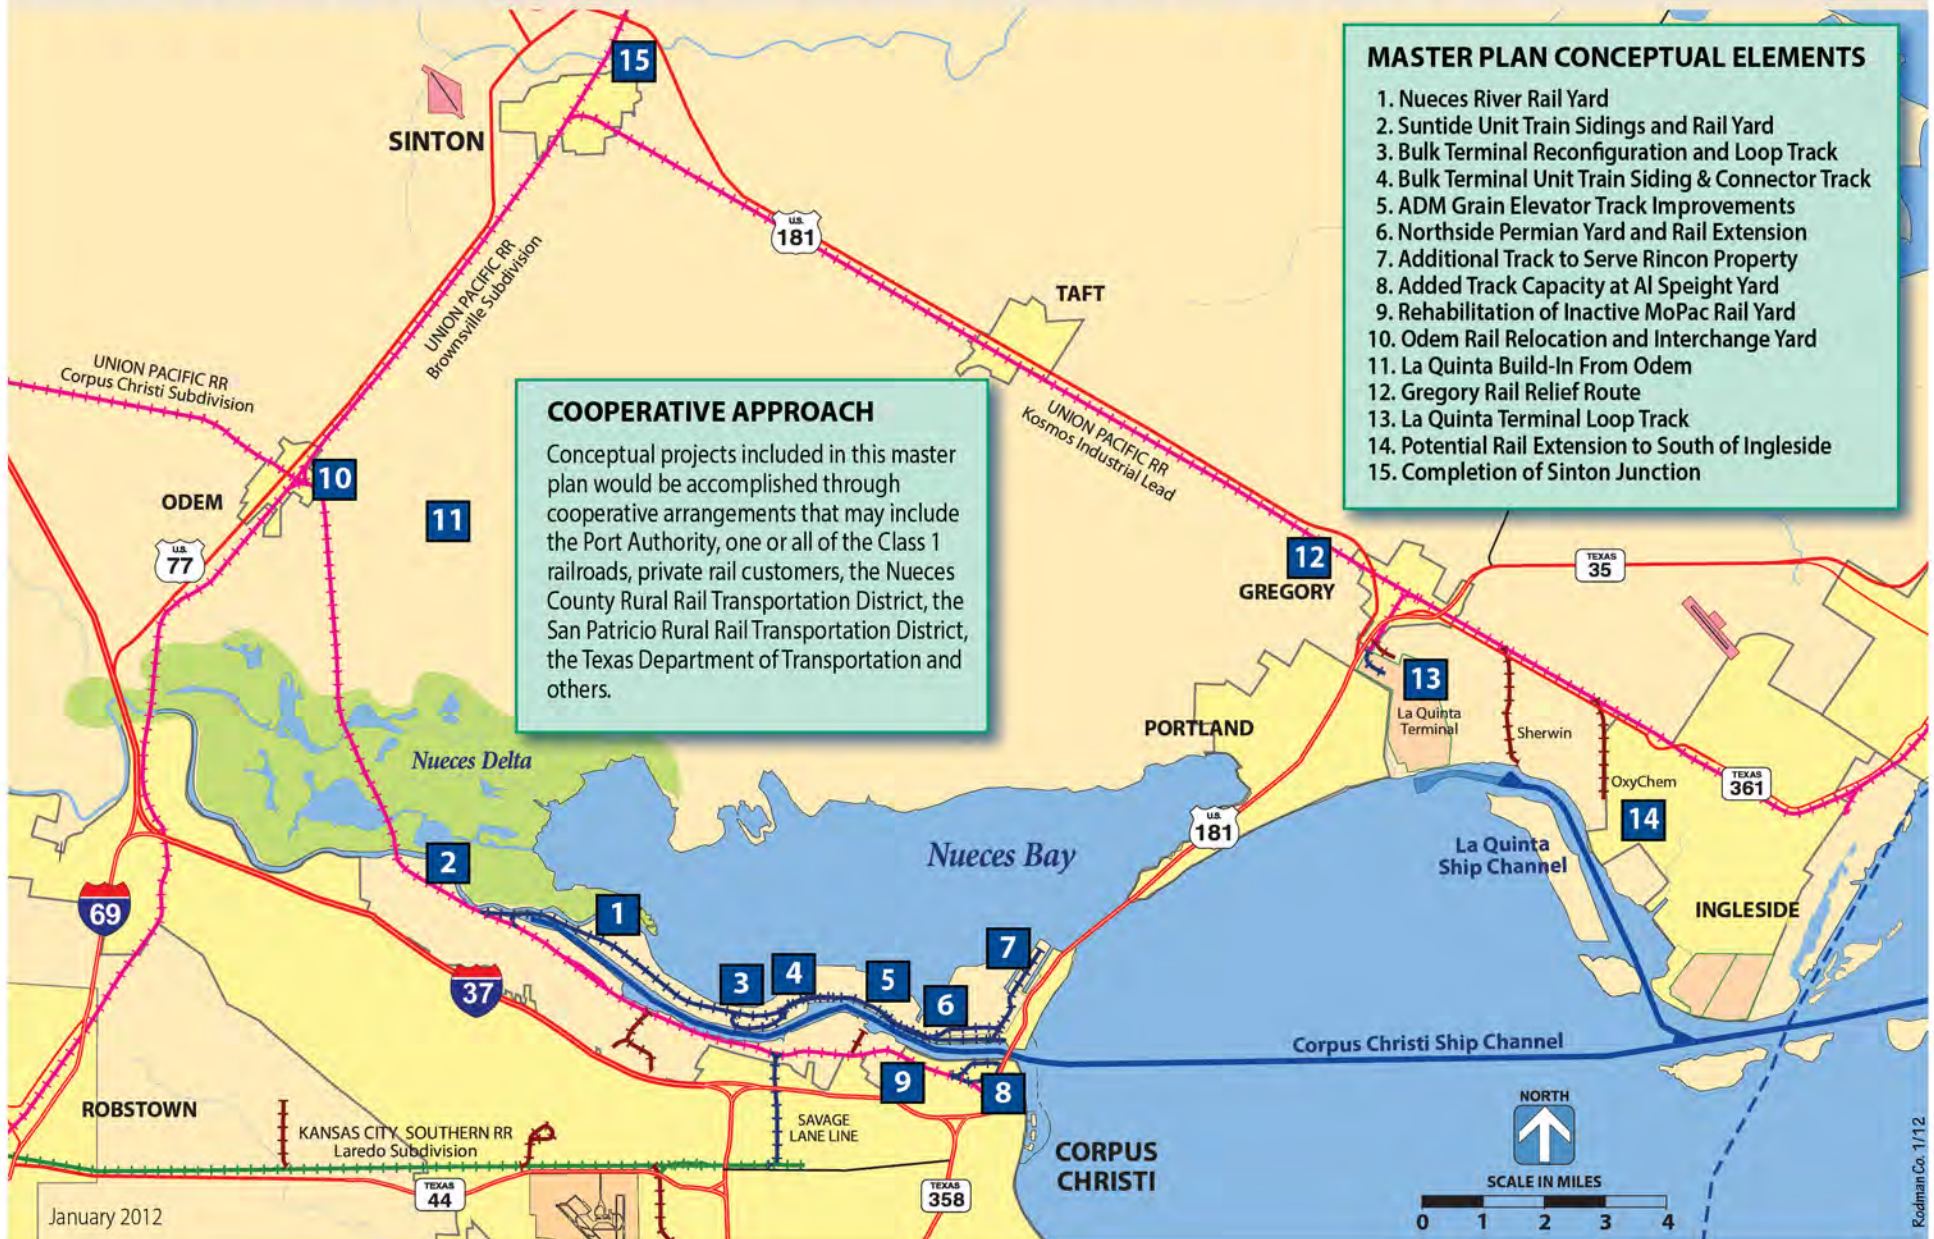 15
SINTON
MASTER PLAN CONCEPTUAL ELEMENTS
1. Nueces River Rail Yard
2. Suntide Unit Train Sidings and Rail Yard
3. Bulk Terminal Reconfiguration and Loop Track
4. Bulk Terminal Unit Train Siding & Connector Track
5. ADM Grain Elevator Track Improvements
6. Northside Permian Yard and Rail Extension
7. Additional Track to Serve Rincon Property
8. Added Track Capacity at Al Speight Yard
9. Rehabilitation of Inactive MoPac Rail Yard
10. Odem Rail Relocation and Interchange Yard
11. La Quinta Build-In From Odem
12. Gregory Rail Relief Route
13. La Quinta Terminal Loop Track
14. Potential Rail Extension to South of Ingleside
15. Completion of Sinton Junction
U.S.
181
UNION PACIFIC RR
Brownsville Subdivision
TAFT
UNION PACIFIC RR
Corpus Christi Subdivision
UNION PACIFIC RR
Kosmos Industrial Lead
COOPERATIVE APPROACH
Conceptual projects included in this master
plan would be accomplished through
cooperative arrangements that may include
the Port Authority, one or all of the Class 1
railroads, private rail customers, the Nueces
County Rural Rail Transportation District, the
San Patricio Rural Rail Transportation District,
the Texas Department of Transportation and
others.
10
ODEM
11
U.S.
77
12
GREGORY
TEXAS
35
13
La Quinta
Terminal
PORTLAND
Sherwin
OxyChem
TEXAS
361
14
Nueces Delta
U.S.
181
Nueces Bay
La Quinta
Ship Channel
2
69
1
INGLESIDE
7
37
3
4
5
6
Corpus Christi Ship Channel
9
8
ROBSTOWN
KANSAS CITY SOUTHERN RR
Laredo Subdivision
SAVAGE
LANE LINE
CORPUS
CHRISTI
NORTH
SCALE IN MILES
0 1 2 3 4
TEXAS
44
TEXAS
358
January 2012
Rodman Co. 1/12